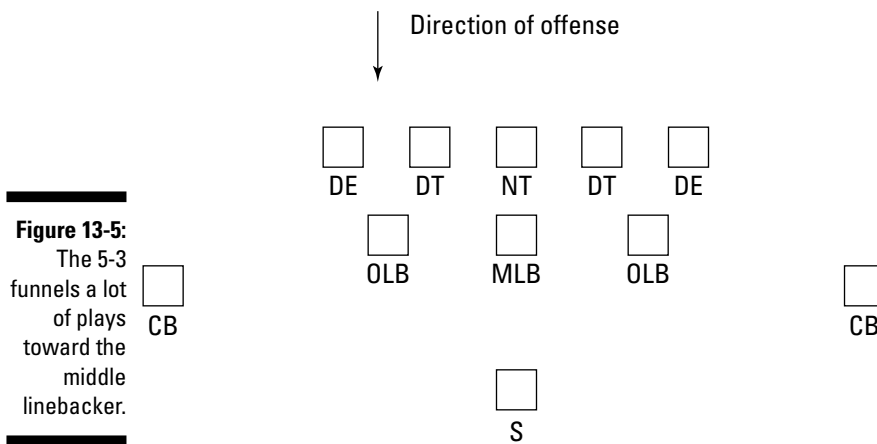 Direction of offense
DE DT NT DT DE
OLB MLB OLB
CB CB
S
Figure 13-5:
The 5-3
funnels a lot
of plays
toward the
middle
linebacker.